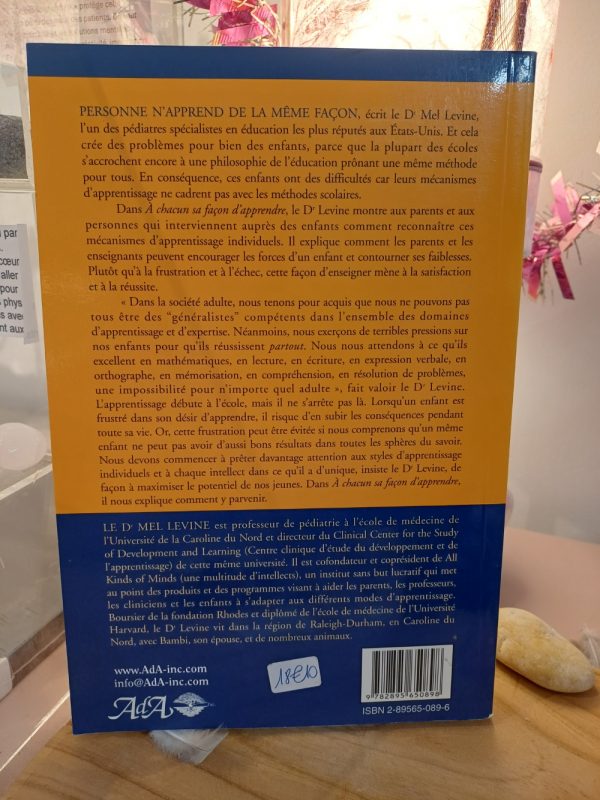 protège cet
des patients,
PERSONNE N'APPREND DE LA MÊME FAÇON, écrit le Dr Mel Levine,
l'un des pédiatres spécialistes en éducation les plus réputés aux États-Unis. Et cela
crée des problèmes pour bien des enfants, parce que la plupart des écoles
s'accrochent encore à une philosophie de l'éducation prônant une même méthode
pour tous. En conséquence, ces enfants ont des difficultés car leurs mécanismes
d'apprentissage ne cadrent pas avec les méthodes scolaires.
Dans À chacun sa façon d'apprendre, le Dr Levine montre aux parents et aux
personnes qui interviennent auprès des enfants comment reconnaître ces
mécanismes d'apprentissage individuels. Il explique comment les parents et les
enseignants peuvent encourager les forces d'un enfant et contourner ses faiblesses.
Plutôt qu'à la frustration et à l'échec, cette façon d'enseigner mène à la satisfaction
et à la réussite.
« Dans la société adulte, nous tenons pour acquis que nous ne pouvons pas
tous être des "généralistes" compétents dans l'ensemble des domaines
d'apprentissage et d'expertise. Néanmoins, nous exerçons de terribles pressions sur
nos enfants pour qu'ils réussissent partout. Nous nous attendons à ce qu'ils
excellent en mathématiques, en lecture, en écriture, en expression verbale, en
orthographe, en mémorisation, en compréhension, en résolution de problèmes,
une impossibilité pour n'importe quel adulte », fait valoir le Dr Levine.
L'apprentissage débute à l'école, mais il ne s'arrête pas là. Lorsqu'un enfant est
frustré dans son désir d'apprendre, il risque d'en subir les conséquences pendant
toute sa vie. Or, cette frustration peut être évitée si nous comprenons qu'un même
enfant ne peut pas avoir d'aussi bons résultats dans toutes les sphères du savoir.
Nous devons commencer à prêter davantage attention aux styles d'apprentissage
individuels et à chaque intellect dans ce qu'il a d'unique, insiste le Dr Levine, de
façon à maximiser le potentiel de nos jeunes. Dans À chacun sa façon d'apprendre,
il nous explique comment y parvenir.
LE Dr MEL LEVINE est professeur de pédiatrie à l'école de médecine de
l'Université de la Caroline du Nord et directeur du Clinical Center for the Study
of Development and Learning (Centre clinique d'étude du développement et de
l'apprentissage) de cette même université. Il est cofondateur et coprésident de All
Kinds of Minds (une multitude d'intellects), un institut sans but lucratif qui met
au point des produits et des programmes visant à aider les parents, les professeurs,
les cliniciens et les enfants à s'adapter aux différents modes d'apprentissage.
Boursier de la fondation Rhodes et diplômé de l'école de médecine de l'Université
Harvard, le Dr Levine vit dans la région de Raleigh-Durham, en Caroline du
Nord, avec Bambi, son épouse, et de nombreux animaux.
www.AdA-inc.com
info@AdA-inc.com
AdA
18€10
9 782895 650898
ISBN 2-89565-089-6
par
cœur
aller
pour
phys
avec
aux